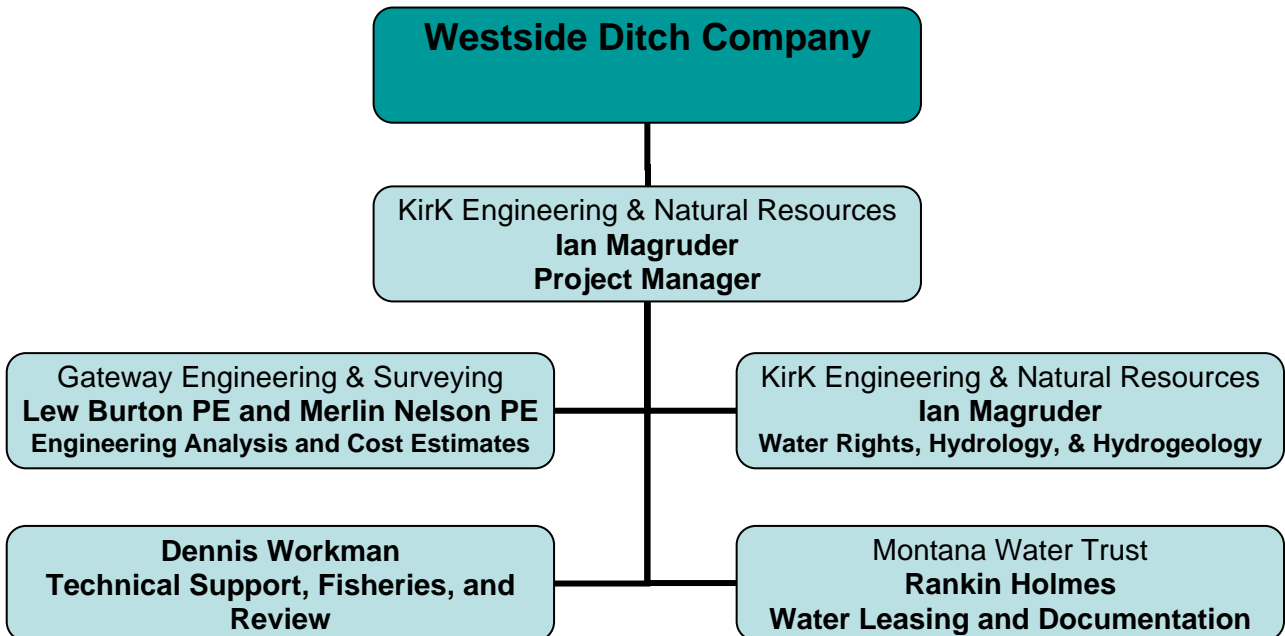 Westside Ditch Company
KirK Engineering & Natural Resources
Ian Magruder
Project Manager
Gateway Engineering & Surveying
Lew Burton PE and Merlin Nelson PE
Engineering Analysis and Cost Estimates
KirK Engineering & Natural Resources
Ian Magruder
Water Rights, Hydrology, & Hydrogeology
Dennis Workman
Technical Support, Fisheries, and
Review
Montana Water Trust
Rankin Holmes
Water Leasing and Documentation